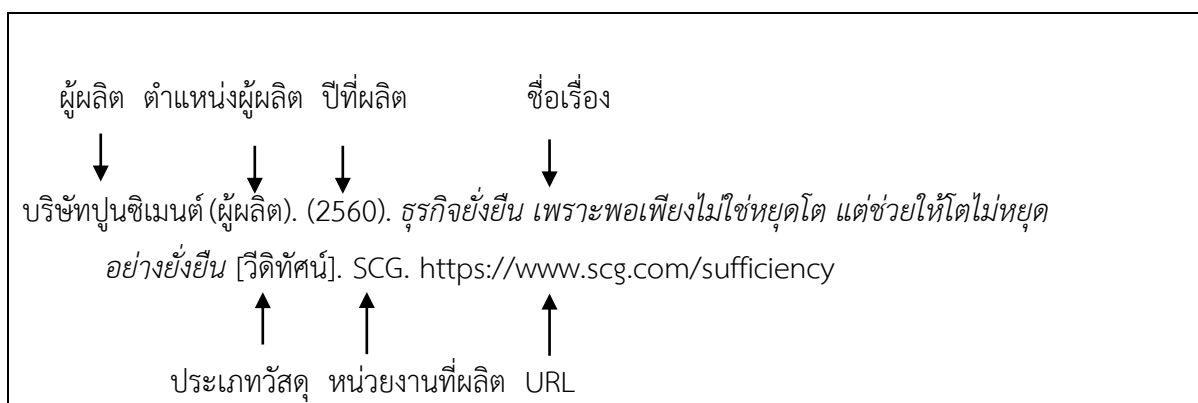 ผู้ผลิต ตำแหน่งผู้ผลิต ปีที่ผลิต ชื่อเรื่อง
บริษัทปูนซิเมนต์ (ผู้ผลิต). (2560). ธุรกิจยั่งยืน เพราะพอเพียงไม่ใช่หยุดโต แต่ช่วยให้โตไม่หยุด
อย่างยั่งยืน [วีดิทัศน์]. SCG. https://www.scg.com/sufficiency
ประเภทวัสดุ หน่วยงานที่ผลิต URL